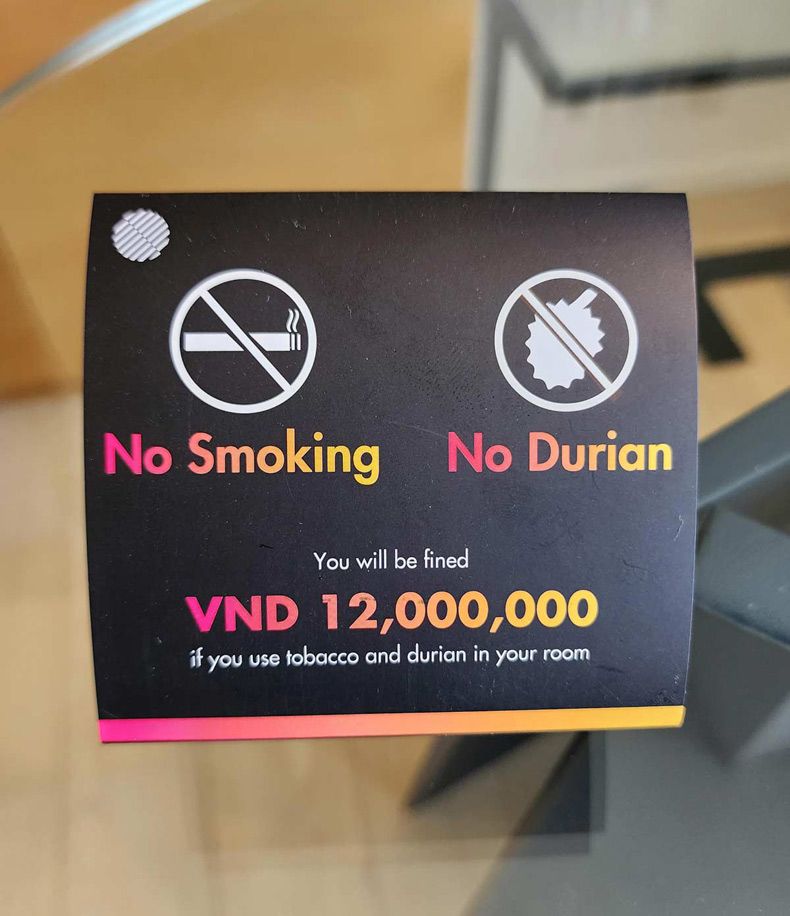 No Smoking
No Durian
You will be fined
VND 12,000,000
if you use tobacco and durian in your room